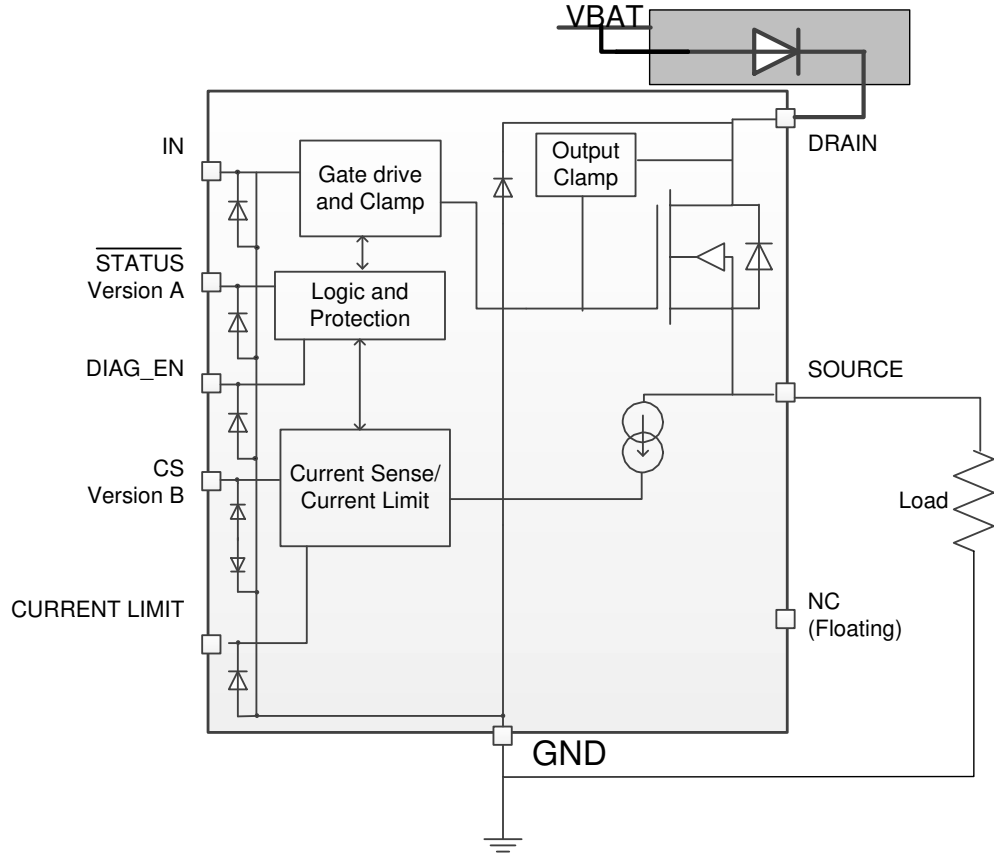 VBAT
DRAIN
IN
Gate drive
and Clamp
Output
Clamp
STATUS
Version A
Logic and
Protection
DIAG_EN
SOURCE
CS
Version B
Current Sense/
Current Limit
Load
CURRENT LIMIT
NC
(Floating)
GND